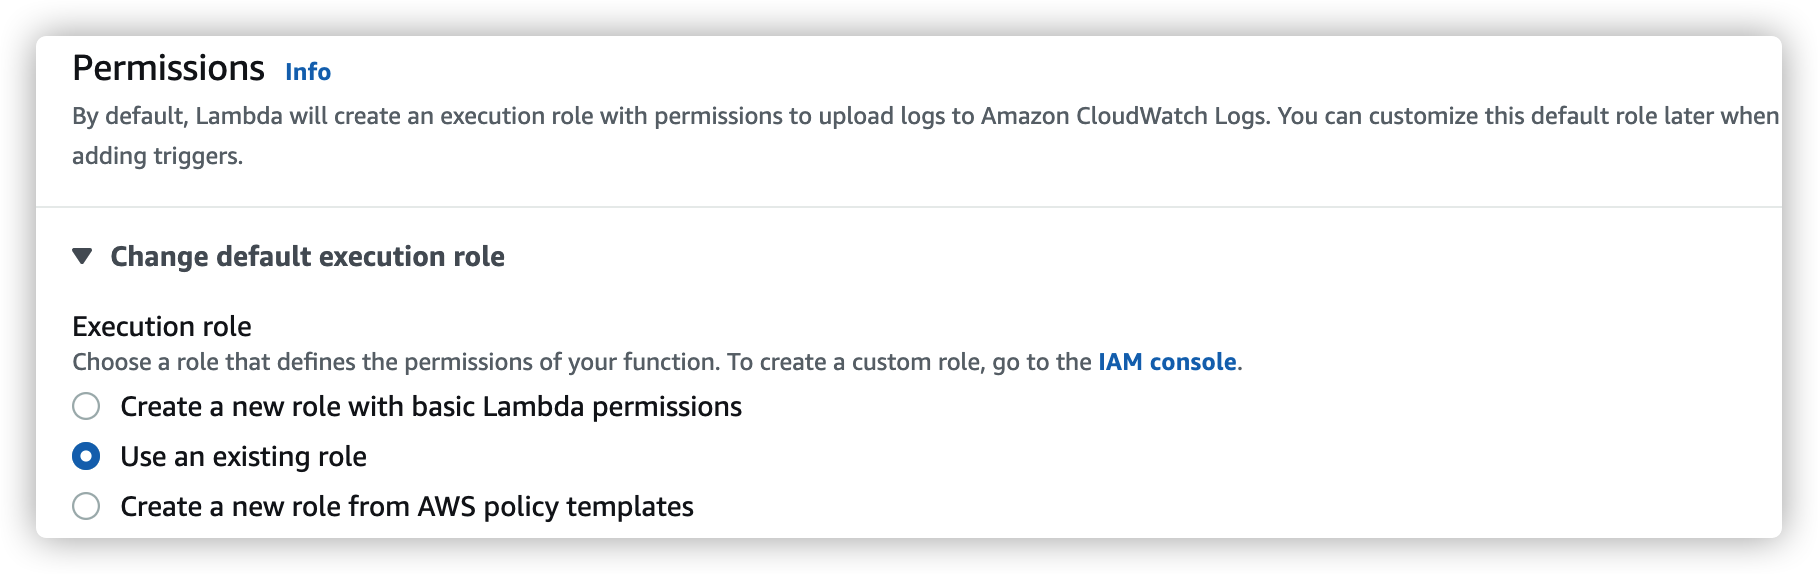 Permissions Info
By default, Lambda will create an execution role with permissions to upload logs to Amazon CloudWatch Logs. You can customize this default role later when
adding triggers.
Change default execution role
Execution role
Choose a role that defines the permissions of your function. To create a custom role, go to the IAM console.
Create a new role with basic Lambda permissions
Use an existing role
Create a new role from AWS policy templates